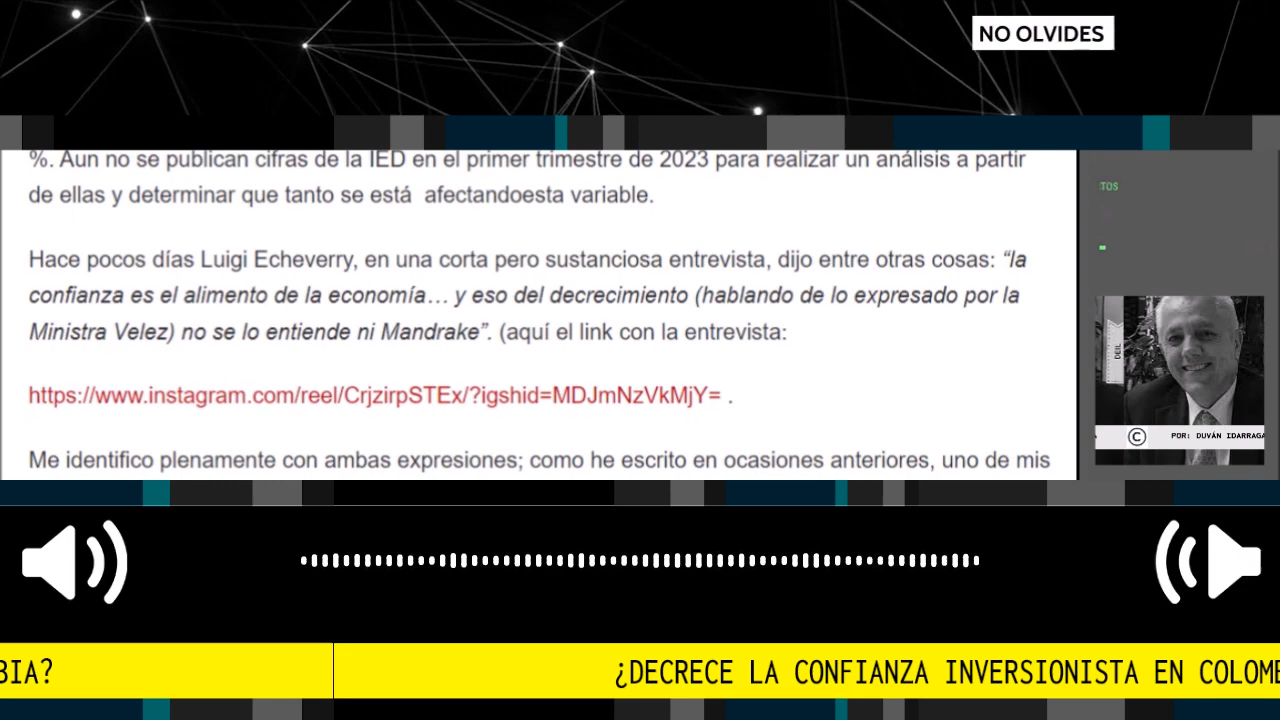 NO OLVIDES
%. Aun no se publican cifras de la IED en el primer trimestre de 2023 para realizar un análisis a partir
de ellas y determinar que tanto se está afectandoesta variable.
TOS
Hace pocos días Luigi Echeverry, en una corta pero sustanciosa entrevista, dijo entre otras cosas: “la
confianza es el alimento de la economía… y eso del decrecimiento (hablando de lo expresado por la
Ministra Velez) no se lo entiende ni Mandrake”. (aquí el link con la entrevista:
https://www.instagram.com/reel/CrjzirpSTEx/?igshid=MDJmNzVkMjY= .
Me identifico plenamente con ambas expresiones; como he escrito en ocasiones anteriores, uno de mis
DEIL
© POR: DUVÁN IDARRAGA
BIA?
¿DECRECE LA CONFIANZA INVERSIONISTA EN COLOMB